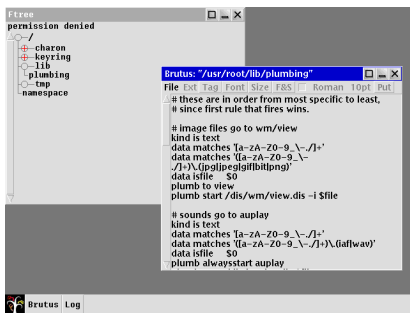 Ftree
permission denied
/
charon
keyring
lib
plumbing
tmp
namespace
Brutus: "/usr/root/lib/plumbing"
File Ext Tag Font Size F&S Roman 10pt Put
# these are in order from most specific to least,
# since first rule that fires wins.
# image files go to wm/view
kind is text
data matches '[a-zA-Z0-9_\-./]+'
data matches '([a-zA-Z0-9_\-
./]+)\.(jpg|jpeg|gif|bit|png)'
data isfile $0
plumb to view
plumb start /dis/wm/view.dis -i $file
# sounds go to auplay
kind is text
data matches '[a-zA-Z0-9_\-./]+'
data matches '([a-zA-Z0-9_\-./]+)\.(iaf|wav)'
data isfile $0
plumb alwaysstart auplay
Brutus Log